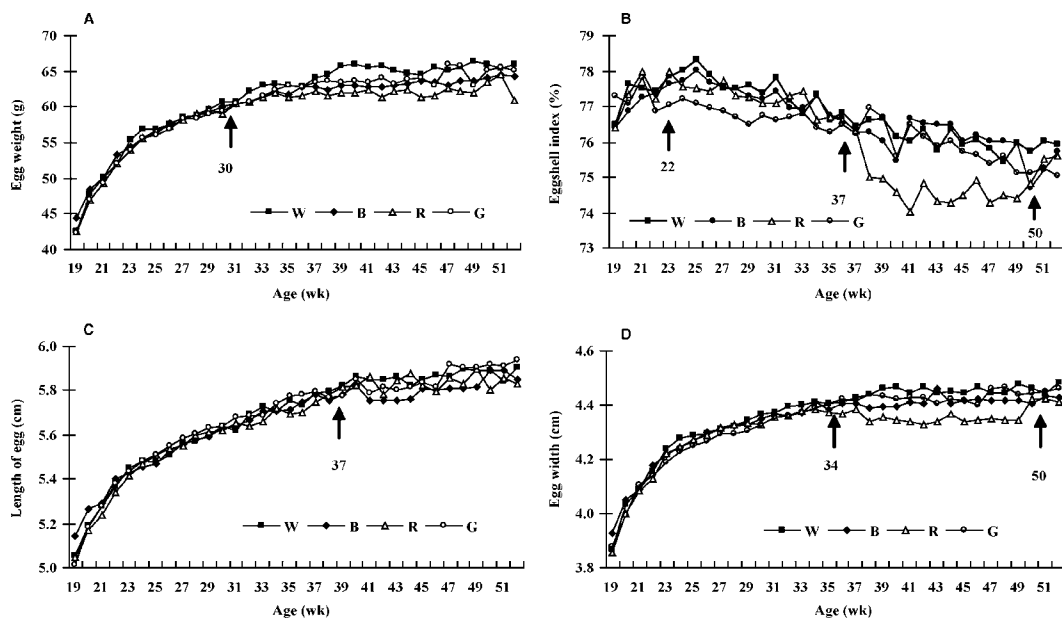 A
Egg weight (g)
75
70
65
60
55
50
45
40
30
W B R G
19 21 23 25 27 29 31 33 35 37 39 41 43 45 47 49 51
Age (wk)
B
Eggshell index (%)
79
78
77
76
75
74
73
22
37
50
W B R G
19 21 23 25 27 29 31 33 35 37 39 41 43 45 47 49 51
Age (wk)
C
Length of egg (cm)
6.0
5.8
5.6
5.4
5.2
5.0
37
W B R G
19 21 23 25 27 29 31 33 35 37 39 41 43 45 47 49 51
Age (wk)
D
Egg width (cm)
4.6
4.4
4.2
4.0
3.8
34
50
W B R G
19 21 23 25 27 29 31 33 35 37 39 41 43 45 47 49 51
Age (wk)